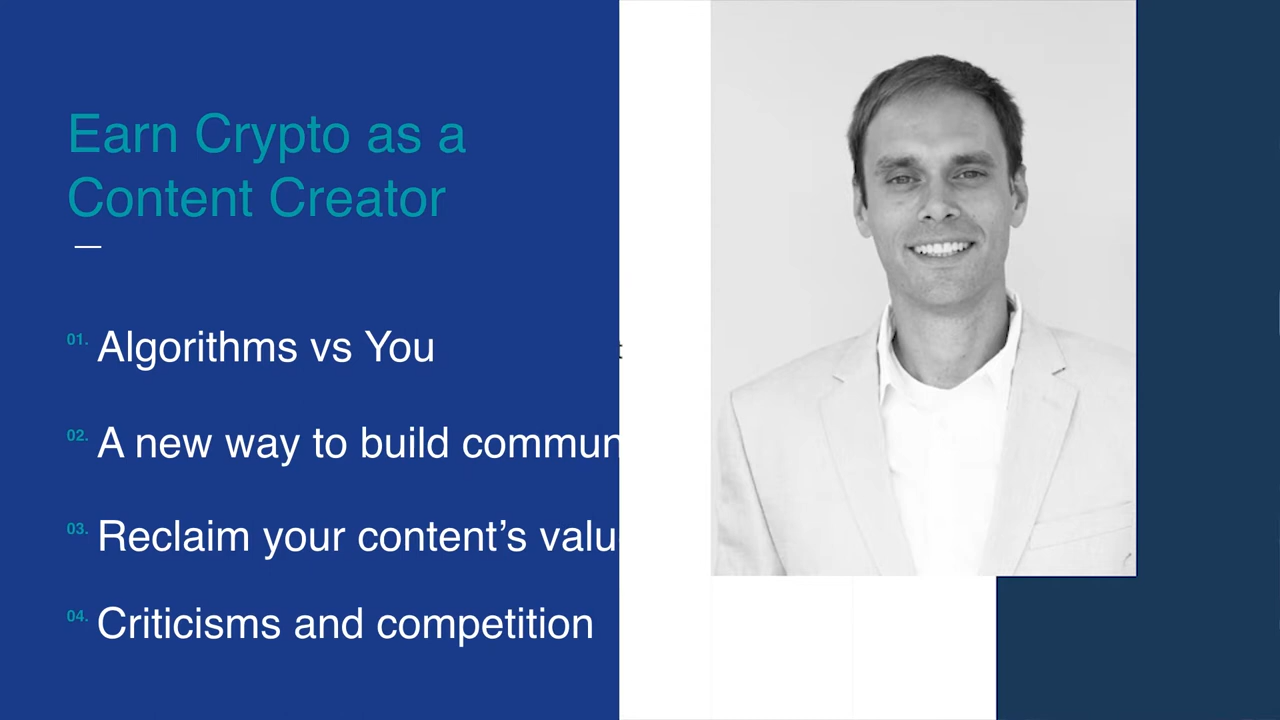 Earn Crypto as a
Content Creator
01. Algorithms vs You
02. A new way to build commun
03. Reclaim your content’s valu
04. Criticisms and competition